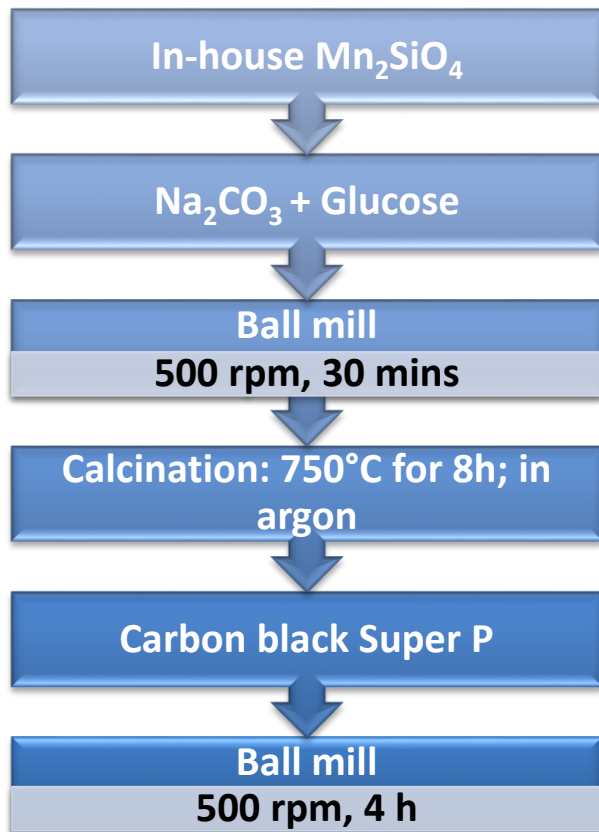 In-house Mn₂SiO₄
Na₂CO₃ + Glucose
Ball mill
500 rpm, 30 mins
Calcination: 750°C for 8h; in
argon
Carbon black Super P
Ball mill
500 rpm, 4 h